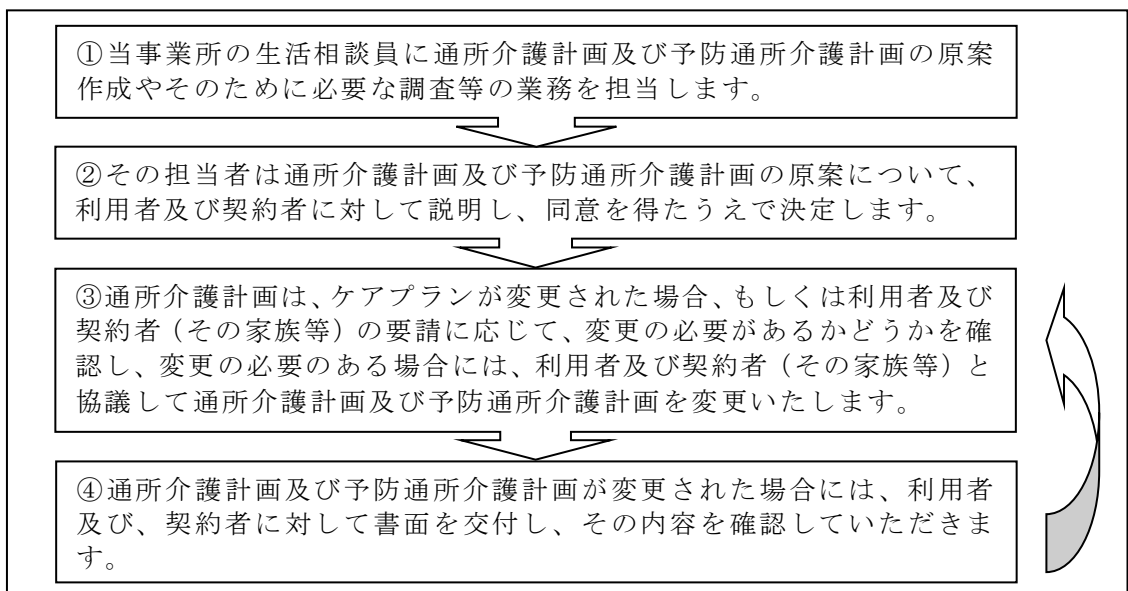 ①当事業所の生活相談員に通所介護計画及び予防通所介護計画の原案
作成やそのために必要な調査等の業務を担当します。
②その担当者は通所介護計画及び予防通所介護計画の原案について、
利用者及び契約者に対して説明し、同意を得たうえで決定します。
③通所介護計画は、ケアプランが変更された場合、もしくは利用者及び
契約者（その家族等）の要請に応じて、変更の必要があるかどうかを確
認し、変更の必要のある場合には、利用者及び契約者（その家族等）と
協議して通所介護計画及び予防通所介護計画を変更いたします。
④通所介護計画及び予防通所介護計画が変更された場合には、利用者
及び、契約者に対して書面を交付し、その内容を確認していただきま
す。